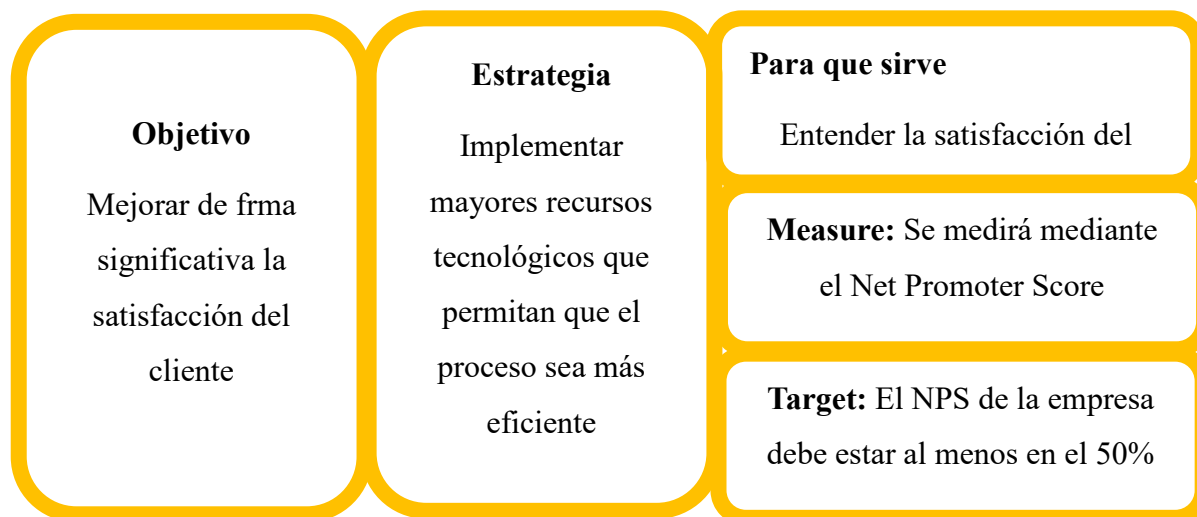 Objetivo
Mejorar de frma
significativa la
satisfacción del
cliente
Estrategia
Implementar
mayores recursos
tecnológicos que
permitan que el
proceso sea más
eficiente
Para que sirve
Entender la satisfacción del
Measure: Se medirá mediante
el Net Promoter Score
Target: El NPS de la empresa
debe estar al menos en el 50%